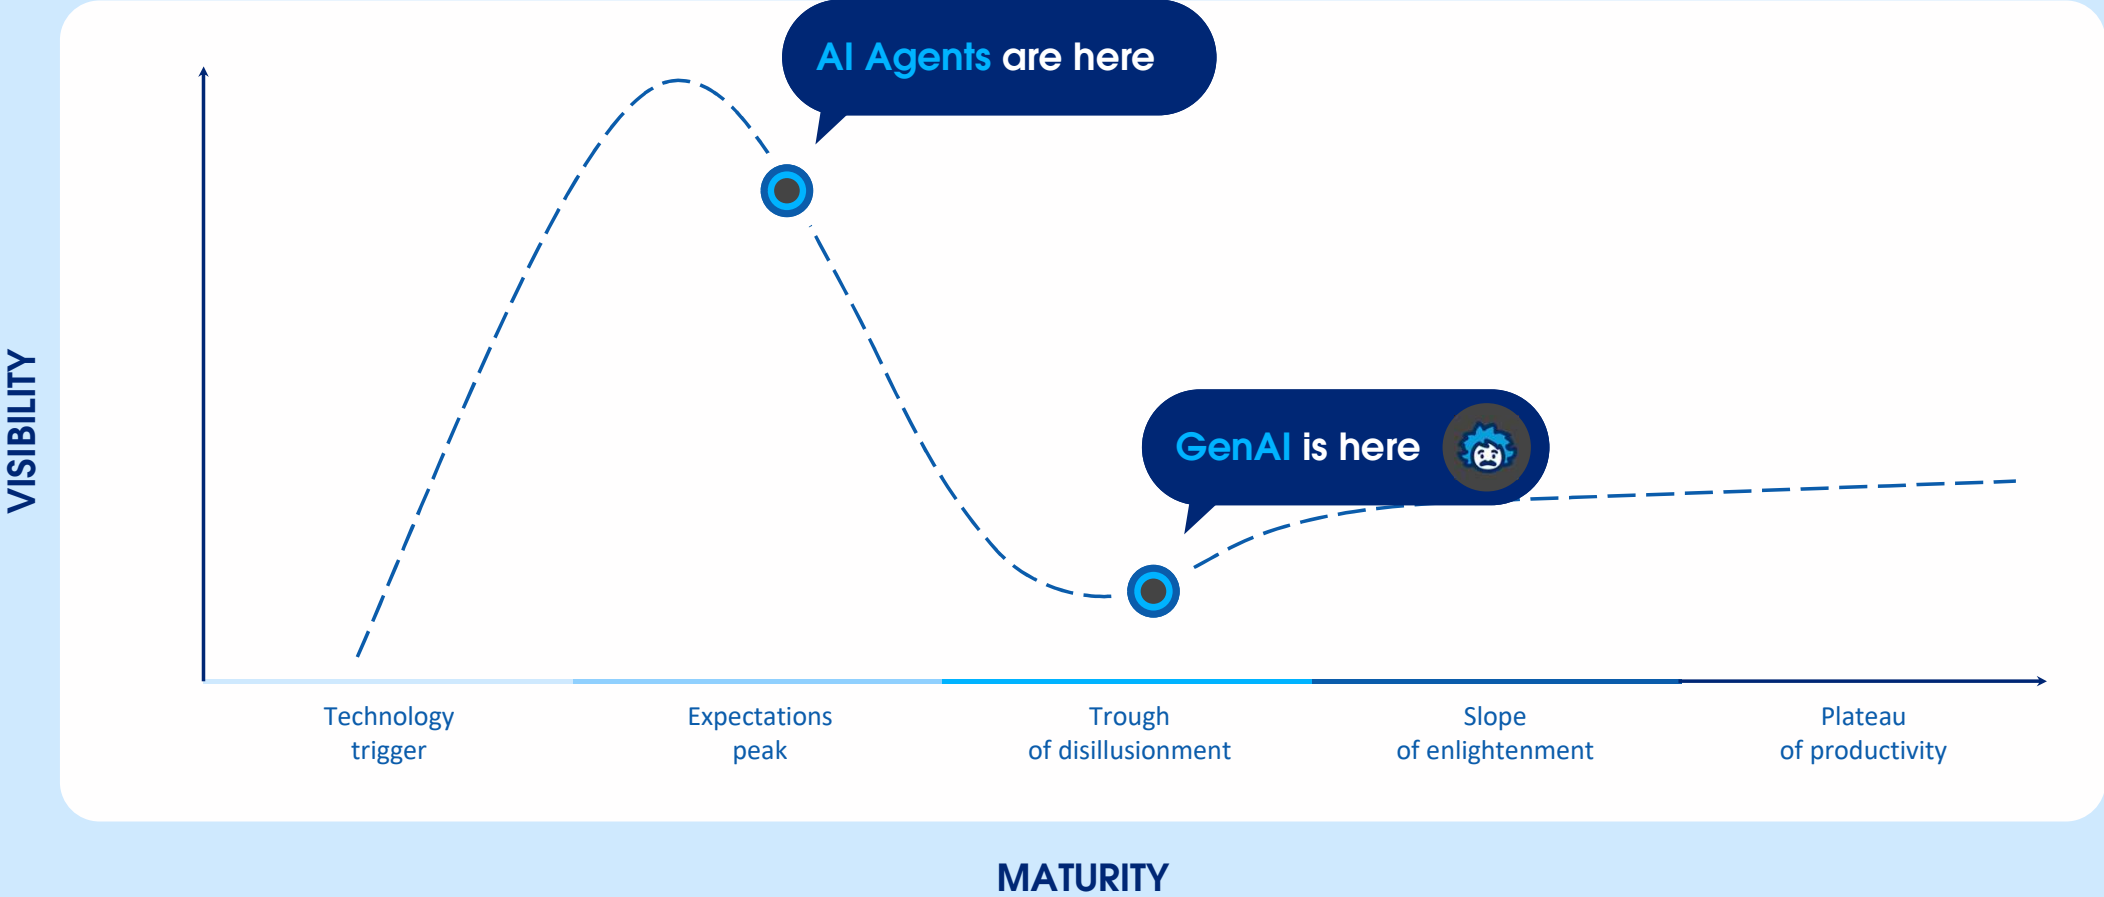 AI Agents are here
VISIBILITY
GenAI is here
Technology
trigger
Expectations
peak
Trough
of disillusionment
Slope
of enlightenment
Plateau
of productivity
MATURITY